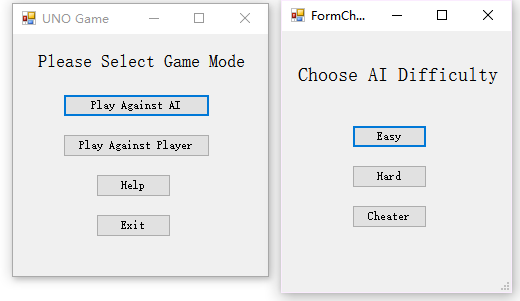 UNO Game
Please Select Game Mode
Play Against AI
Play Against Player
Help
Exit
FormCh...
Choose AI Difficulty
Easy
Hard
Cheater